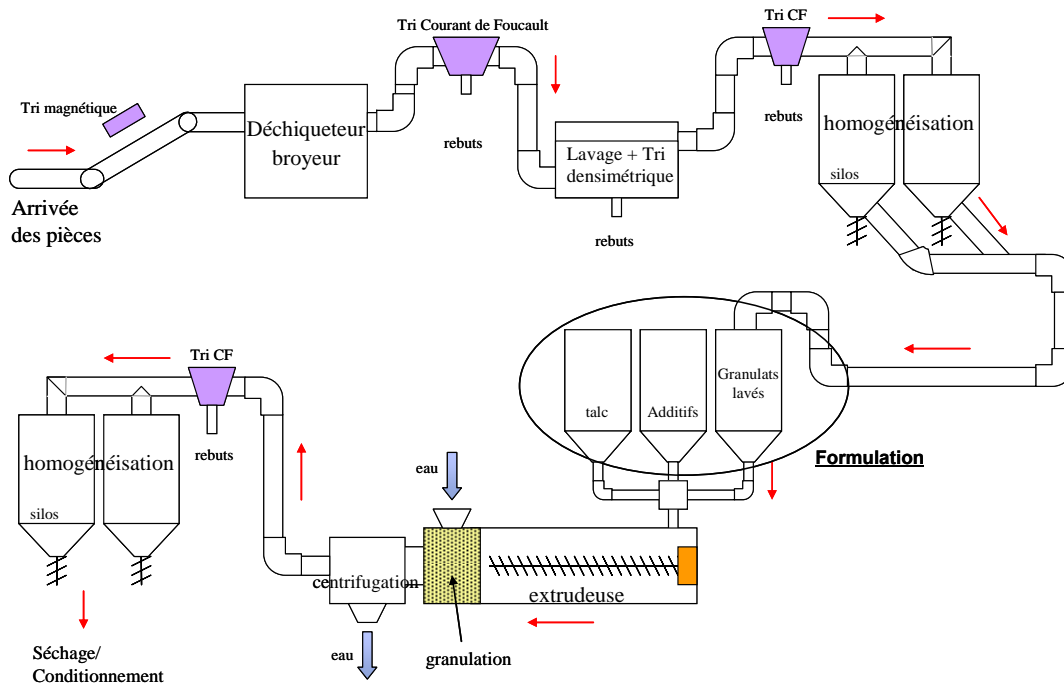 Tri Courant de Foucault
Tri CF
Tri magnétique
Déchiqueteur
broyeur
rebuts
rebuts
homogénéisation
Lavage + Tri
densimétrique
silos
Arrivée
des pièces
rebuts
Tri CF
Granulats
lavés
talc
Additifs
Formulation
rebuts
homogénéisation
eau
silos
centrifugation
extrudeuse
eau
granulation
Séchage/
Conditionnement